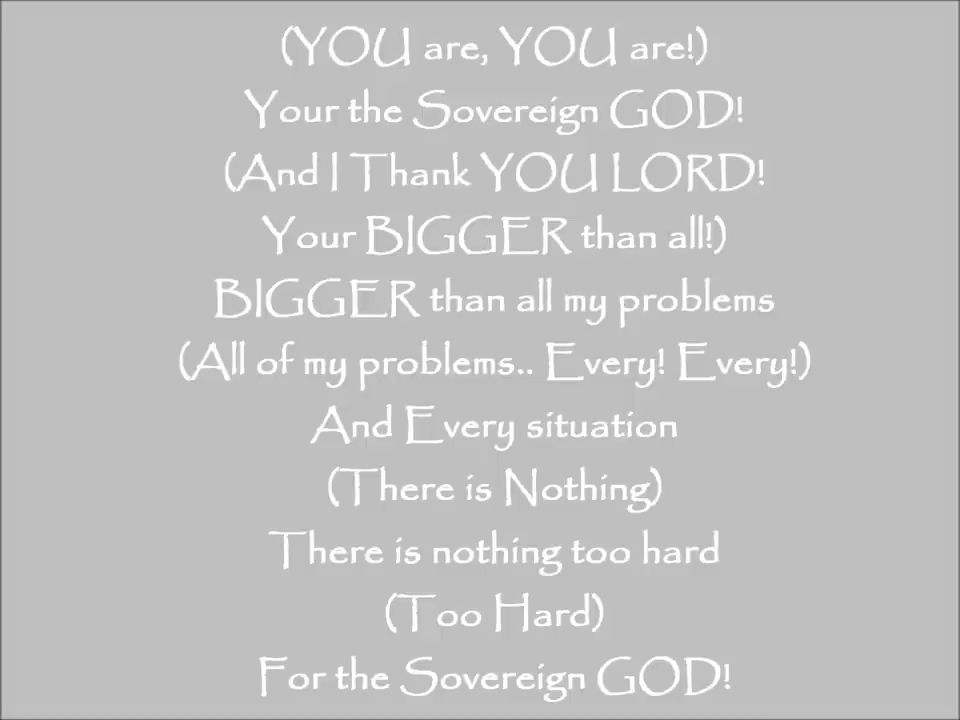 (YOU are, YOU are!)
Your the Sovereign GOD!
(And I Thank YOU LORD!
Your BIGGER than all!)
BIGGER than all my problems
(All of my problems.. Every! Every!)
And Every situation
(There is Nothing)
There is nothing too hard
(Too Hard)
For the Sovereign GOD!